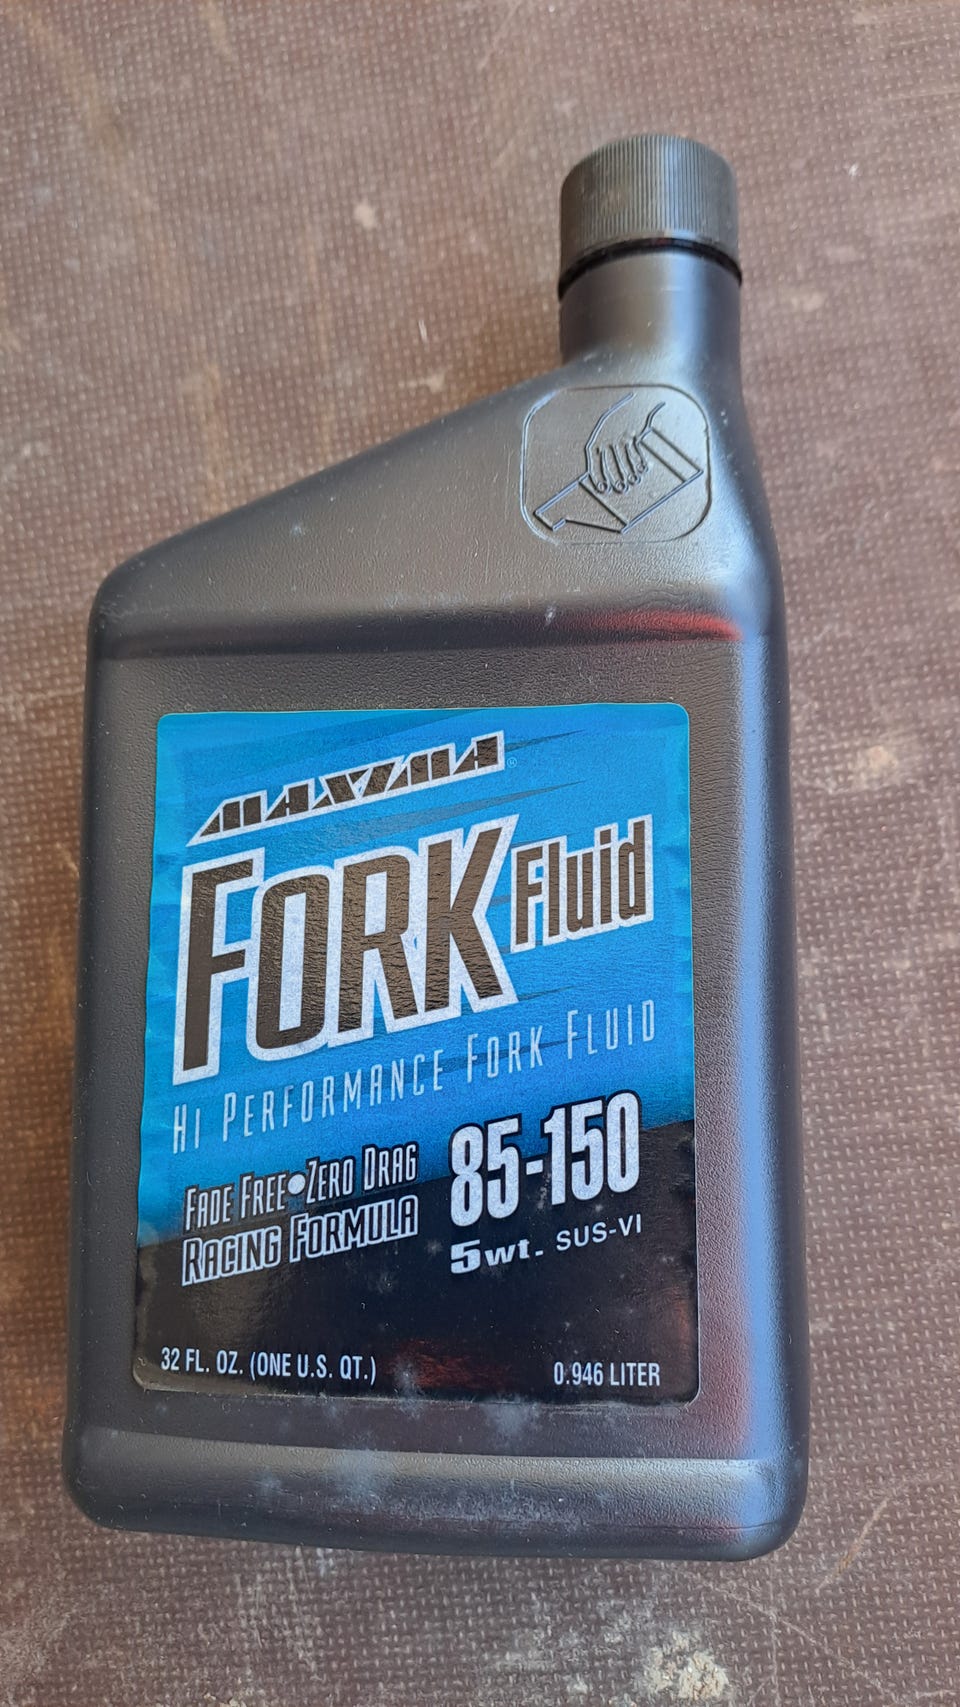 MAXIMA®
FORK Fluid
HI PERFORMANCE FORK FLUID
FADE FREE•ZERO DRAG
RACING FORMULA
85-150
5wt. SUS-VI
32 FL. OZ. (ONE U.S. QT.)
0.946 LITER